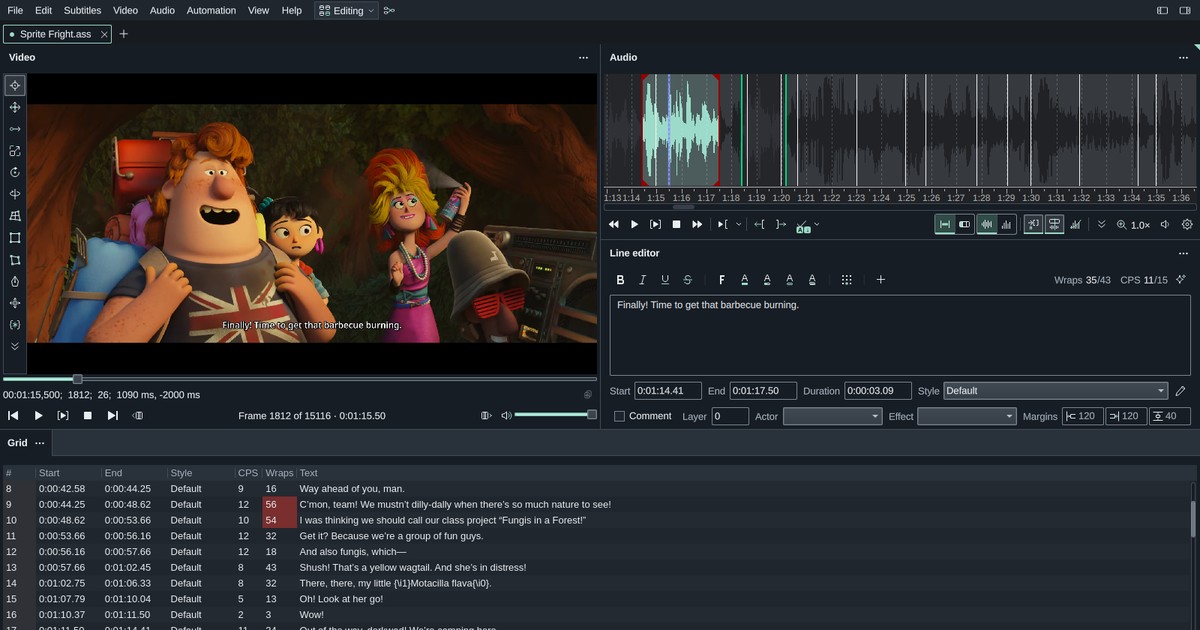 File Edit Subtitles Video Audio Automation View Help Editing
Sprite Fright.ass
Video
Finally! Time to get that barbecue burning.
00:01:15,500; 1812; 26; 1090 ms, -2000 ms
Frame 1812 of 15116 · 0:01:15.50
Audio
1:13 1:14 1:15 1:16 1:17 1:18 1:19 1:20 1:21 1:22 1:23 1:24 1:25 1:26 1:27 1:28 1:29 1:30 1:31 1:32 1:33 1:34 1:35 1:36
1.0×
Line editor
B I U S F A A A A Wraps 35/43 CPS 11/15
Finally! Time to get that barbecue burning.
Start 0:01:14.41 End 0:01:17.50 Duration 0:00:03.09 Style Default
Comment Layer 0 Actor Effect Margins 120 120 40
Grid
# Start End Style CPS Wraps Text
8 0:00:42.58 0:00:44.25 Default 9 16 Way ahead of you, man.
9 0:00:44.25 0:00:48.62 Default 12 56 C’mon, team! We mustn’t dilly-dally when there’s so much nature to see!
10 0:00:48.62 0:00:53.66 Default 10 54 I was thinking we should call our class project “Fungis in a Forest!”
11 0:00:53.66 0:00:56.16 Default 12 32 Get it? Because we’re a group of fun guys.
12 0:00:56.16 0:00:57.66 Default 12 18 And also fungis, which—
13 0:00:57.66 0:01:02.45 Default 8 43 Shush! That’s a yellow wagtail. And she’s in distress!
14 0:01:02.75 0:01:06.33 Default 8 32 There, there, my little {\i1}Motacilla flava{\i0}.
15 0:01:07.79 0:01:10.04 Default 5 13 Oh! Look at her go!
16 0:01:10.37 0:01:11.50 Default 2 3 Wow!
17 0:01:11.50 0:01:14.41 Default 11 24